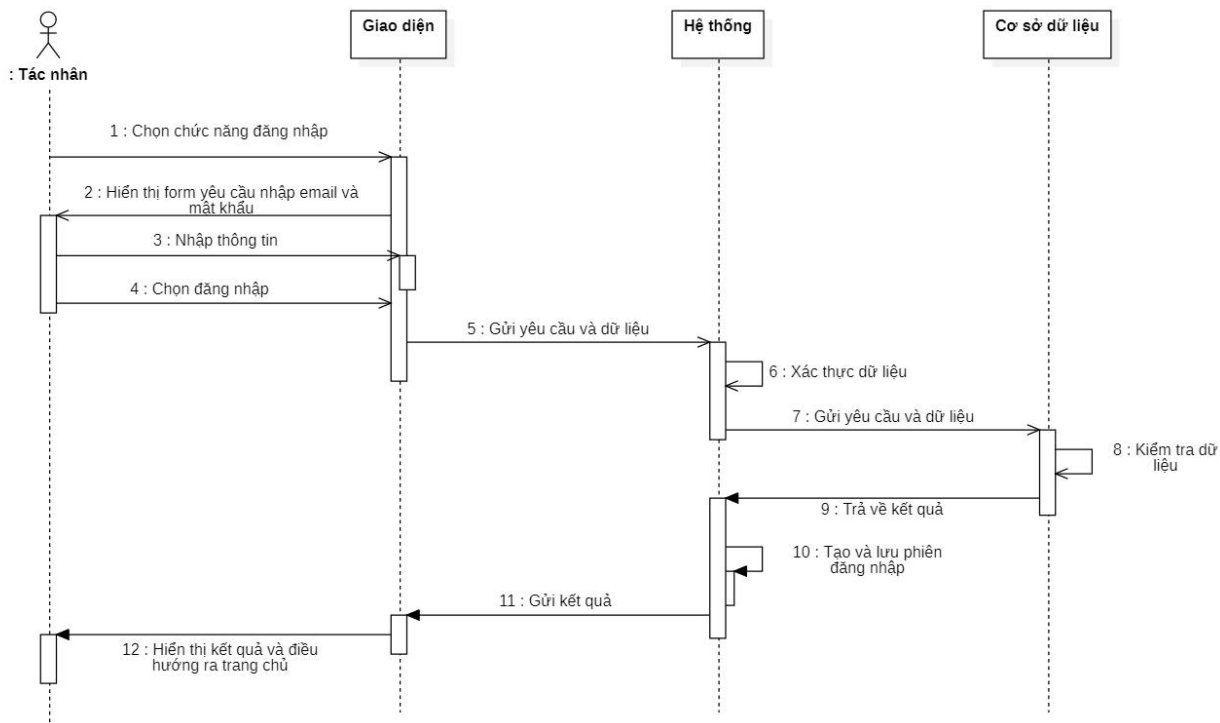 Giao diện
Hệ thống
Cơ sở dữ liệu
: Tác nhân
1 : Chọn chức năng đăng nhập
2 : Hiển thị form yêu cầu nhập email và
mật khẩu
3 : Nhập thông tin
4 : Chọn đăng nhập
5 : Gửi yêu cầu và dữ liệu
6 : Xác thực dữ liệu
7 : Gửi yêu cầu và dữ liệu
8 : Kiểm tra dữ
liệu
9 : Trả về kết quả
10 : Tạo và lưu phiên
đăng nhập
11 : Gửi kết quả
12 : Hiển thị kết quả và điều
hướng ra trang chủ